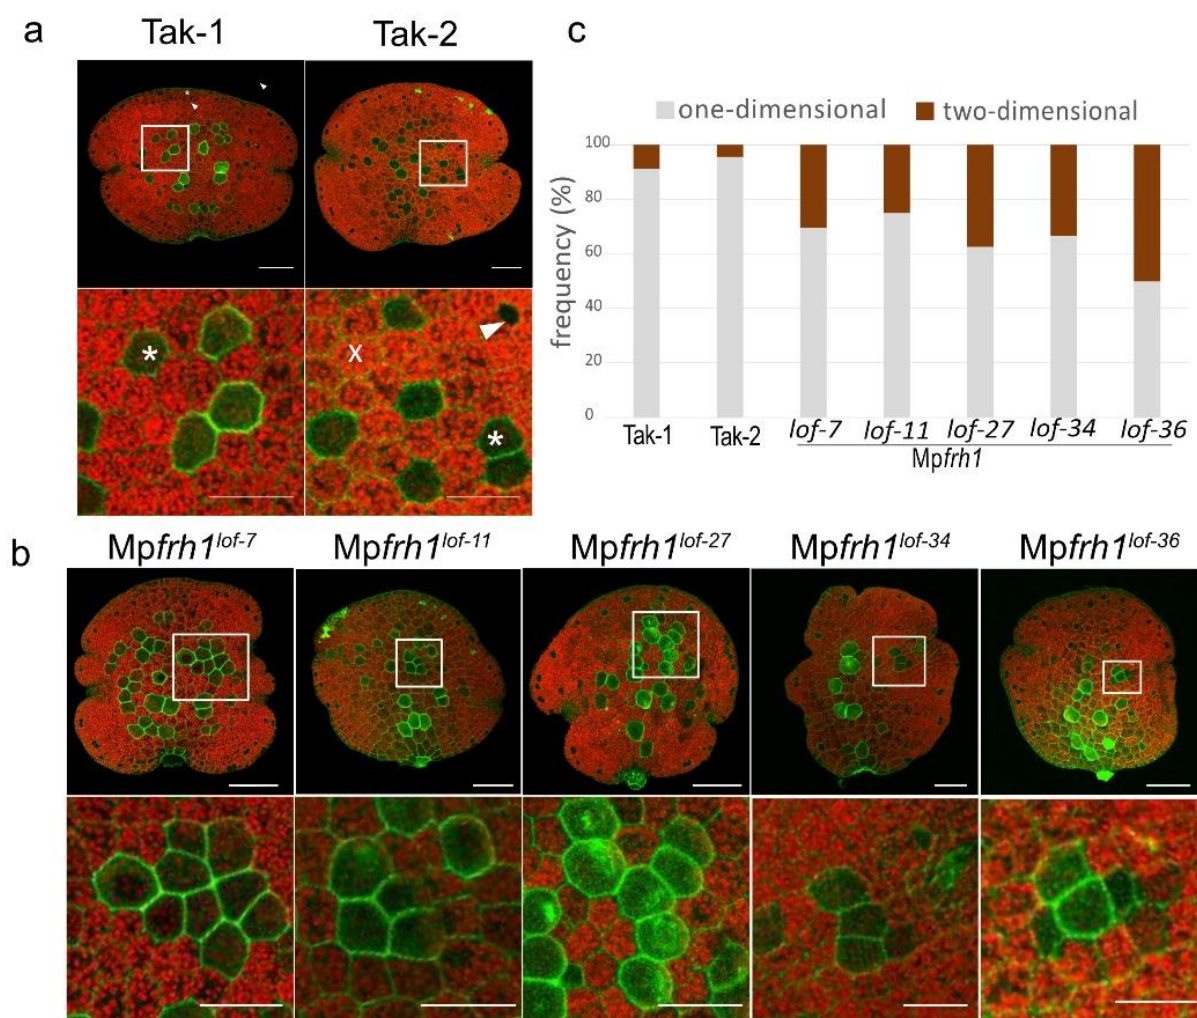 a
Tak-1
Tak-2
*
x
*
c
one-dimensional
two-dimensional
frequency (%)
100
80
60
40
20
0
Tak-1
Tak-2
lof-7
lof-11
lof-27
lof-34
lof-36
Mpfrh1
b
Mpfrh1lof-7
Mpfrh1lof-11
Mpfrh1lof-27
Mpfrh1lof-34
Mpfrh1lof-36